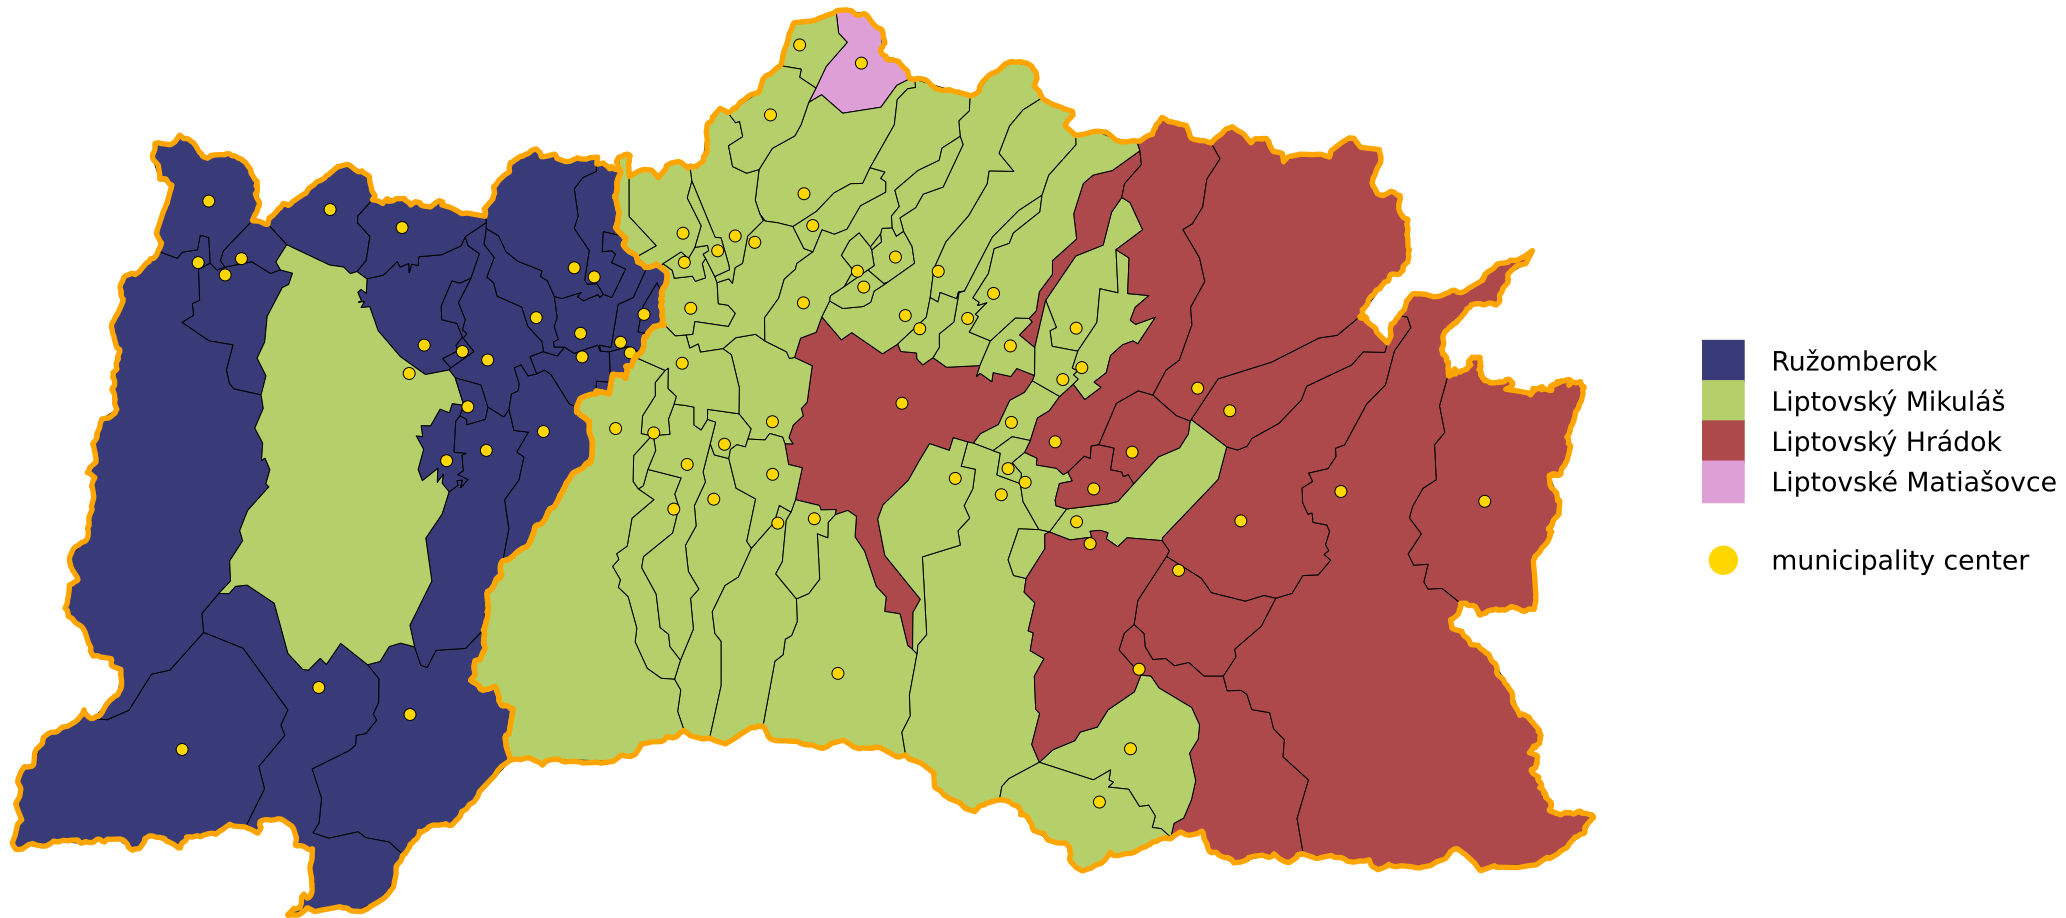 Ružomberok
Liptovský Mikuláš
Liptovský Hrádok
Liptovské Matiašovce
municipality center